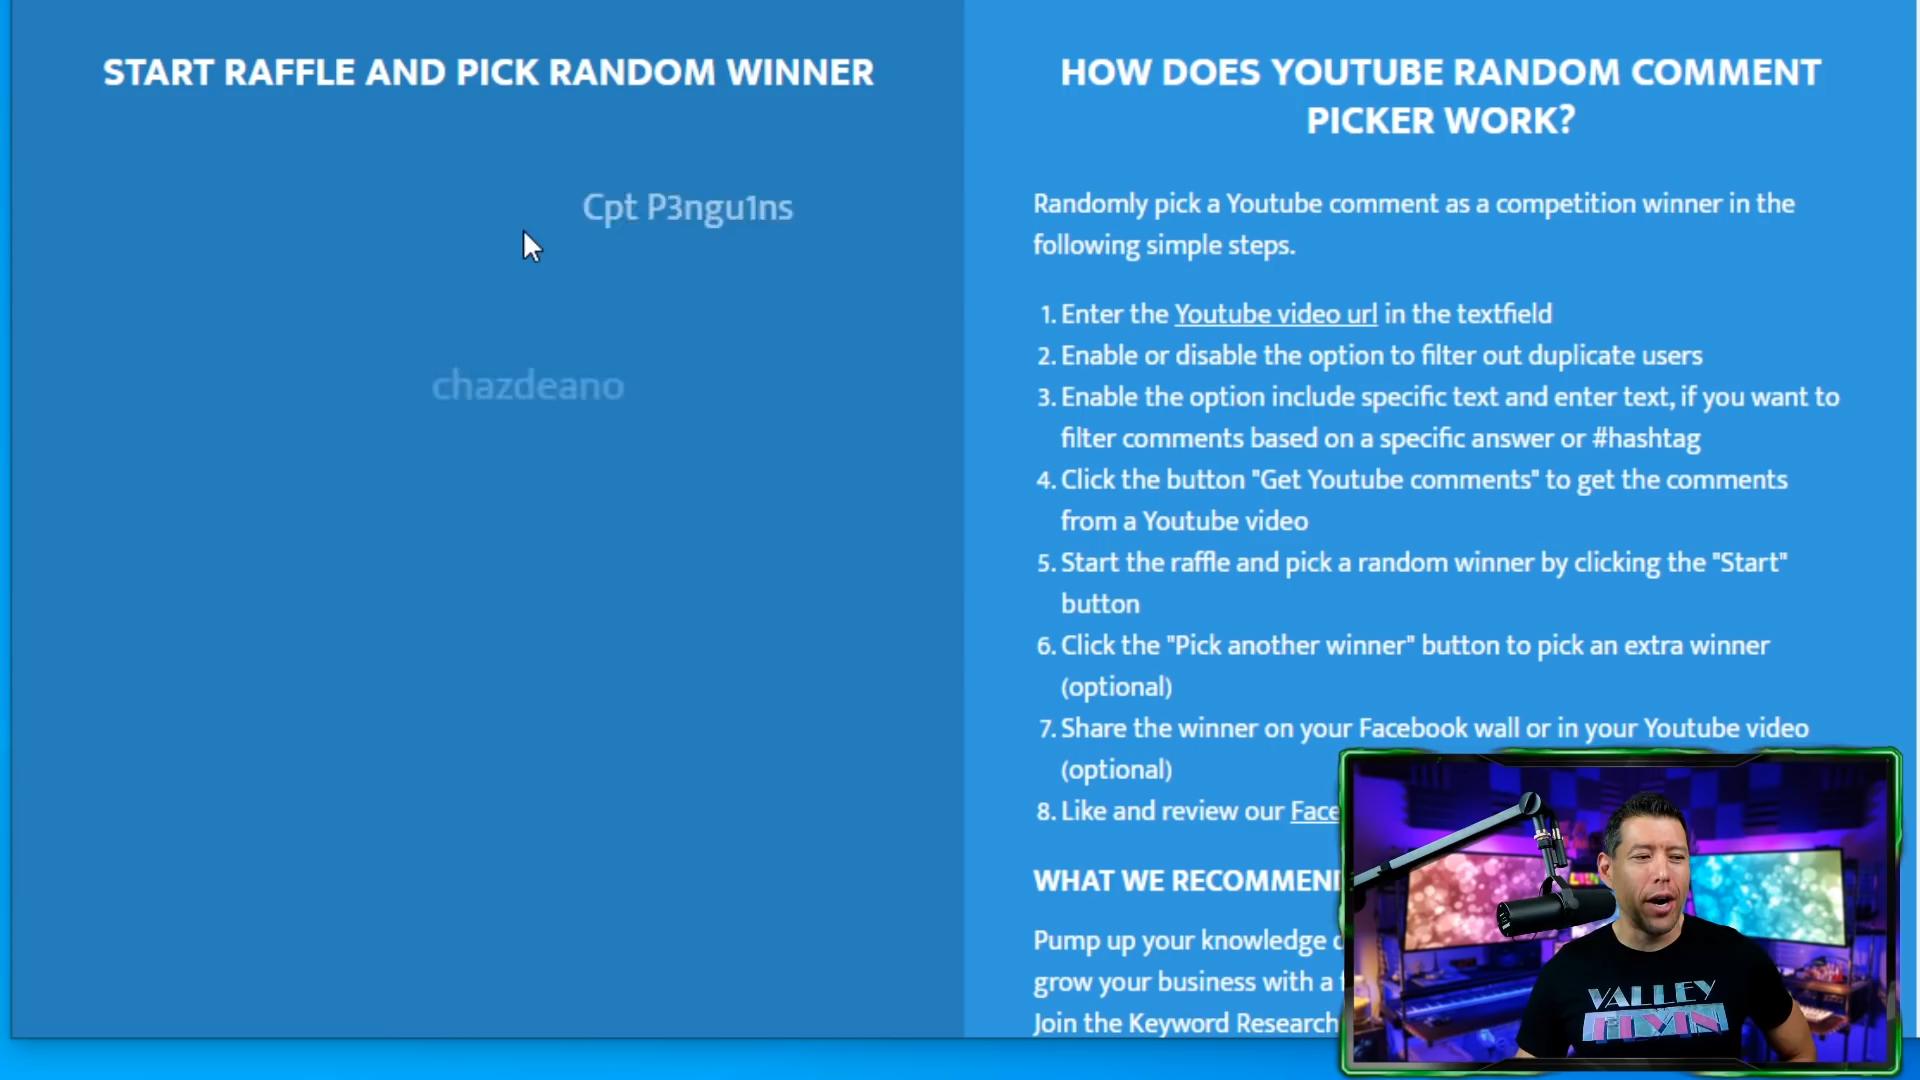 START RAFFLE AND PICK RANDOM WINNER
Cpt P3ngu1ns
chazdeano
HOW DOES YOUTUBE RANDOM COMMENT
PICKER WORK?
Randomly pick a Youtube comment as a competition winner in the
following simple steps.
1. Enter the Youtube video url in the textfield
2. Enable or disable the option to filter out duplicate users
3. Enable the option include specific text and enter text, if you want to
filter comments based on a specific answer or #hashtag
4. Click the button "Get Youtube comments" to get the comments
from a Youtube video
5. Start the raffle and pick a random winner by clicking the "Start"
button
6. Click the "Pick another winner" button to pick an extra winner
(optional)
7. Share the winner on your Facebook wall or in your Youtube video
(optional)
8. Like and review our
WHAT WE RECOMMEND
Pump up your knowledge
grow your business with a
Join the Keyword Research
VALLEY
FLYIN